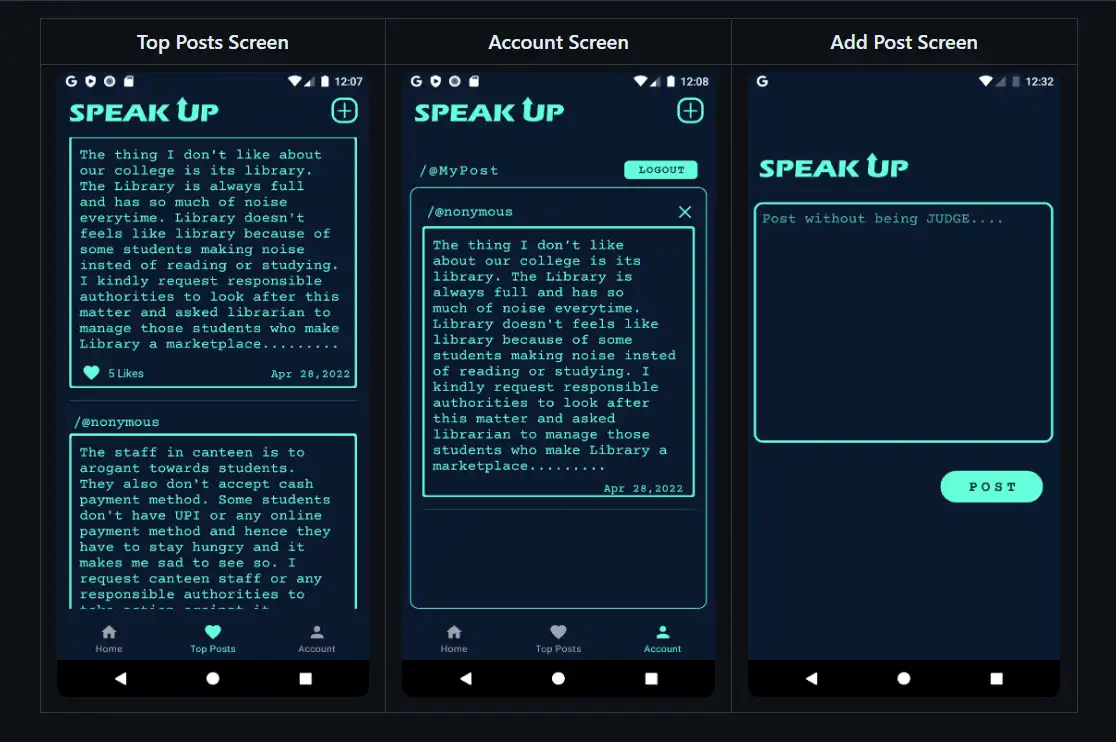 Top Posts Screen
Account Screen
Add Post Screen
12:07
SPEAK UP
The thing I don't like about
our college is its library.
The Library is always full
and has so much of noise
everytime. Library doesn't
feels like library because of
some students making noise
insted of reading or studying.
I kindly request responsible
authorities to look after this
matter and asked librarian to
manage those students who make
Library a marketplace.........
5 Likes
Apr 28,2022
/@nonymous
The staff in canteen is to
arogant towards students.
They also don't accept cash
payment method. Some students
don't have UPI or any online
payment method and hence they
have to stay hungry and it
makes me sad to see so. I
request canteen staff or any
responsible authorities to
take action against it
Home
Top Posts
Account
12:08
SPEAK UP
/@MyPost
LOGOUT
/@nonymous
The thing I don't like
about our college is its
library. The Library is
always full and has so
much of noise everytime.
Library doesn't feels like
library because of some
students making noise insted
of reading or studying. I
kindly request responsible
authorities to look after
this matter and asked
librarian to manage those
students who make Library a
marketplace.........
Apr 28,2022
Home
Top Posts
Account
G
12:32
SPEAK UP
Post without being JUDGE....
POST